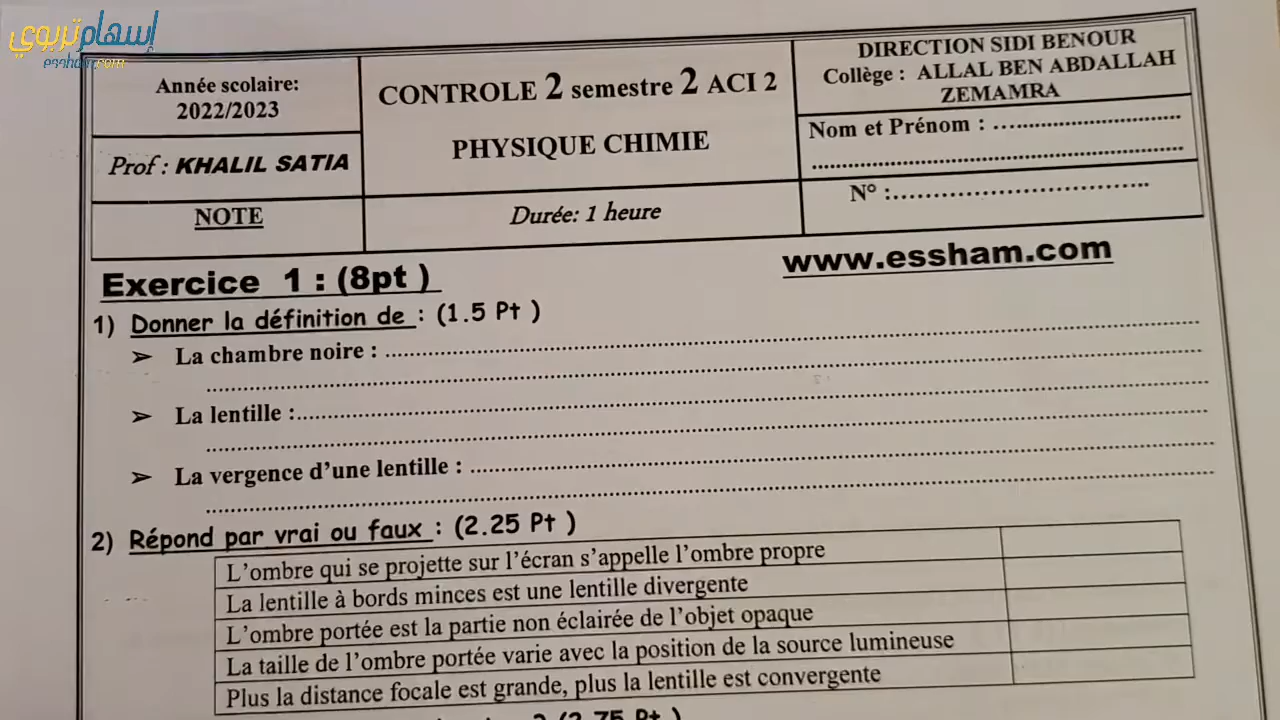 إسهام تربوي
essham.com
Année scolaire:
2022/2023
Prof : KHALIL SATIA
NOTE
CONTROLE 2 semestre 2 ACI 2
PHYSIQUE CHIMIE
Durée: 1 heure
DIRECTION SIDI BENOUR
Collège : ALLAL BEN ABDALLAH
ZEMAMRA
Nom et Prénom :
N° :
Exercice 1 : (8pt )
www.essham.com
1) Donner la définition de : (1.5 Pt )
➢ La chambre noire :
➢ La lentille :
➢ La vergence d’une lentille :
2) Répond par vrai ou faux : (2.25 Pt )
L’ombre qui se projette sur l’écran s’appelle l’ombre propre
La lentille à bords minces est une lentille divergente
L’ombre portée est la partie non éclairée de l’objet opaque
La taille de l’ombre portée varie avec la position de la source lumineuse
Plus la distance focale est grande, plus la lentille est convergente